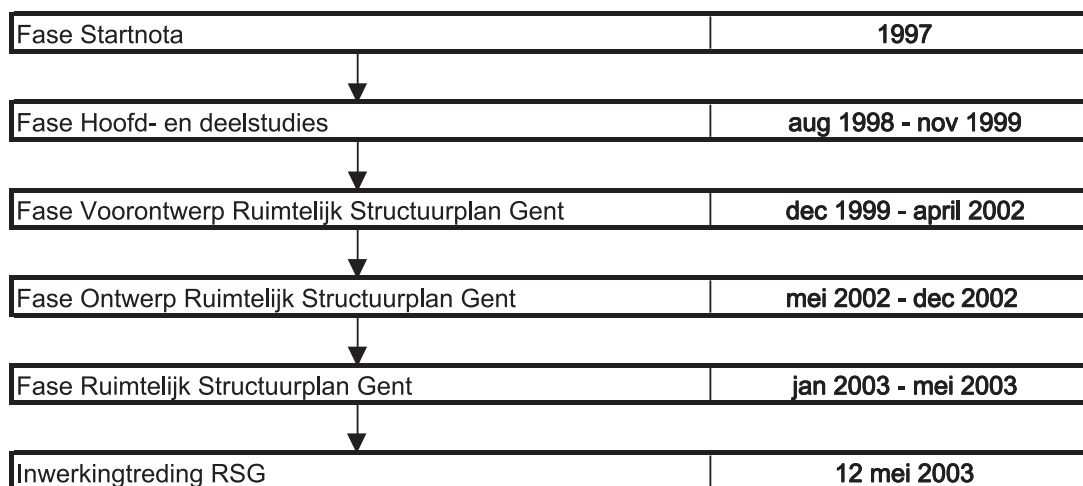 Fase Startnota 1997
Fase Hoofd- en deelstudies aug 1998 - nov 1999
Fase Voorontwerp Ruimtelijk Structuurplan Gent dec 1999 - april 2002
Fase Ontwerp Ruimtelijk Structuurplan Gent mei 2002 - dec 2002
Fase Ruimtelijk Structuurplan Gent jan 2003 - mei 2003
Inwerkingtreding RSG 12 mei 2003